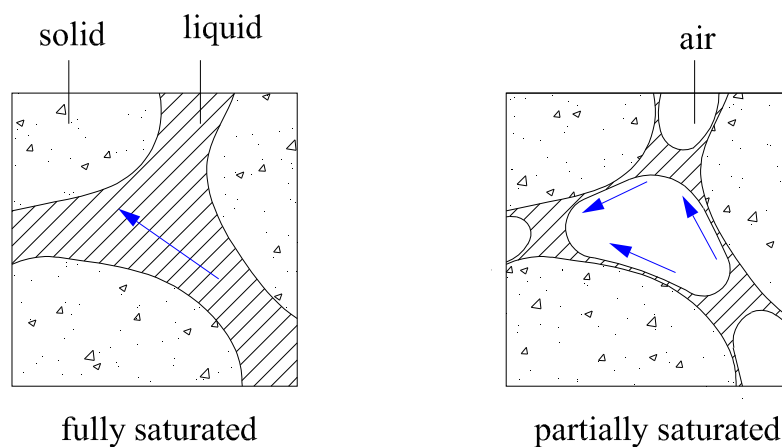 solid
liquid
air
fully saturated
partially saturated